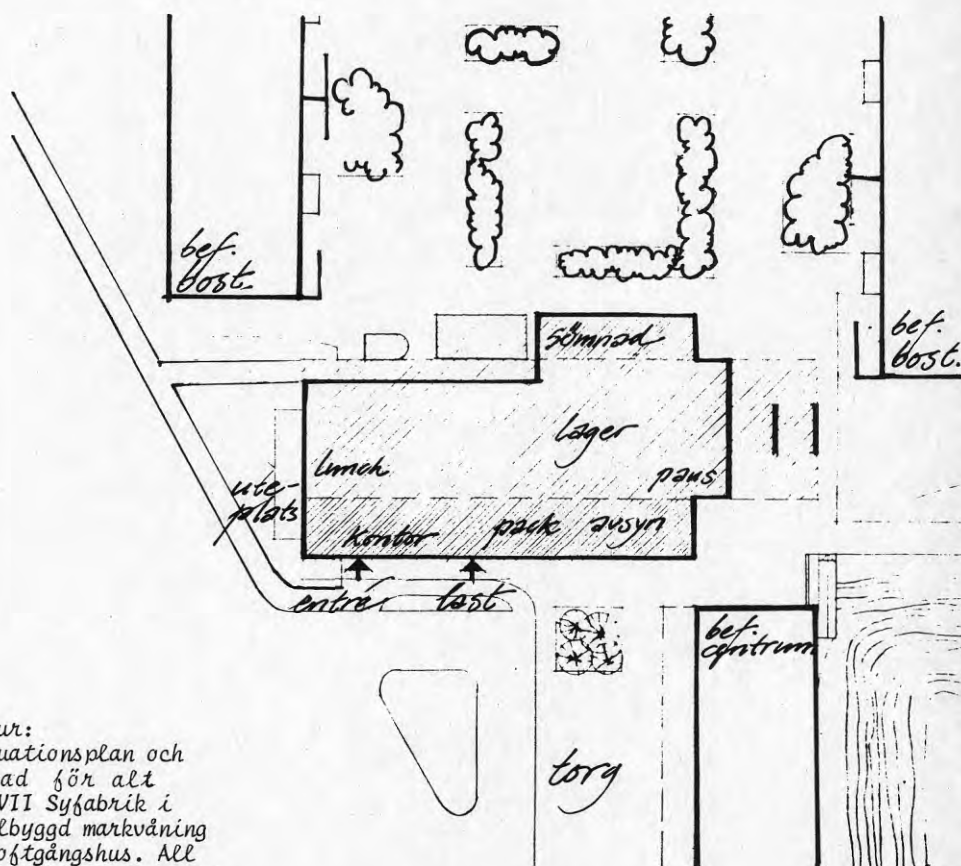 bef.
bost.
sömnad
bef.
bost.
lager
lunch
paus
ute-
plats
kontor
pack
avsyn
entré
last
bef.
centrum
torg
ur:
uationsplan och
ad för alt
VII Syfabrik i
lbyggd markvåning
oftgångshus. All